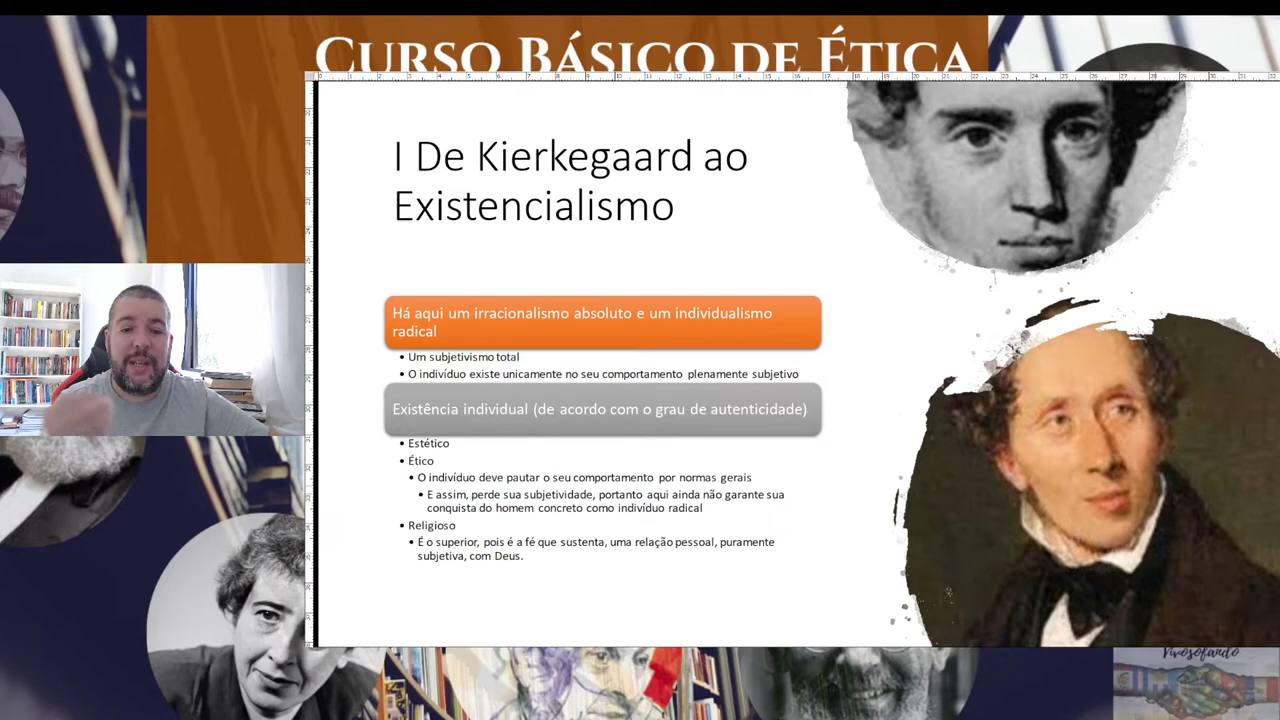 CURSO BÁSICO DE ÉTICA
I De Kierkegaard ao
Existencialismo
Há aqui um irracionalismo absoluto e um individualismo
radical
• Um subjetivismo total
• O indivíduo existe unicamente no seu comportamento plenamente subjetivo
Existência individual (de acordo com o grau de autenticidade)
• Estético
• Ético
• O indivíduo deve pautar o seu comportamento por normas gerais
• E assim, perde sua subjetividade, portanto aqui ainda não garante sua
conquista do homem concreto como indivíduo radical
• Religioso
• É o superior, pois é a fé que sustenta, uma relação pessoal, puramente
subjetiva, com Deus.
Vivosofando